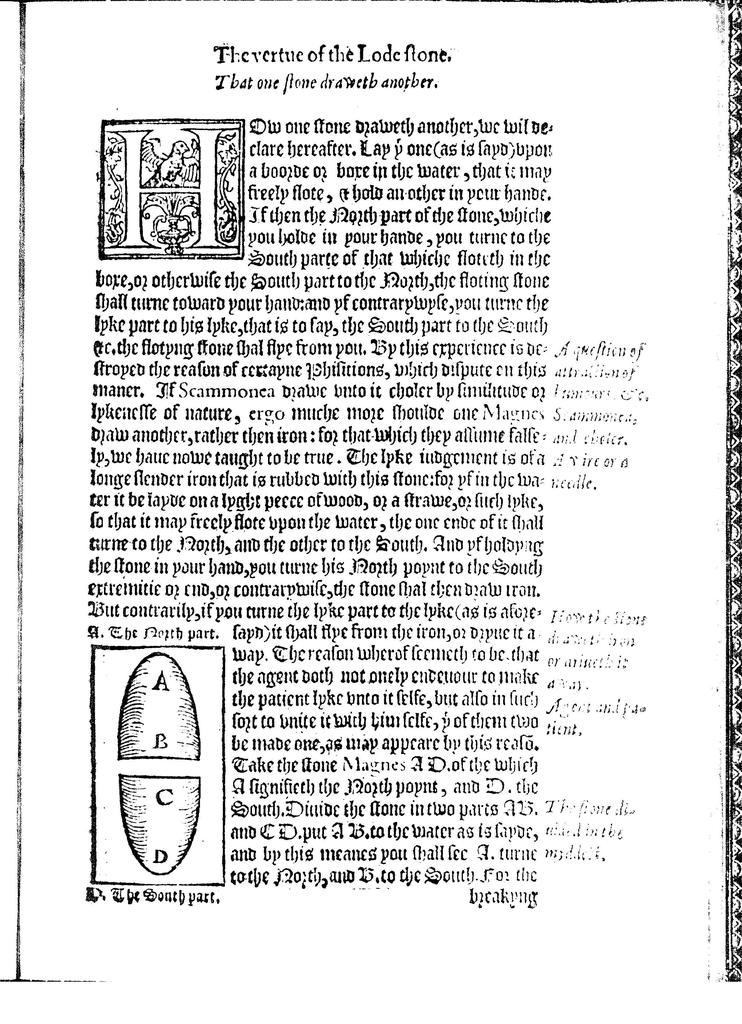 The vertue of the Lode stone.
That one stone draweth another.
HOw one stone draweth another, we wil de-
clare hereafter. Lay ẏ one (as is sayd) vpon
a boorde or boxe in the water, that it may
freely flote, & hold an other in your hande.
If then the North part of the stone, whiche
you holde in your hande, you turne to the
South parte of that whiche floteth in the
boxe, or otherwise the South part to the North, the floting stone
shall turne toward your hand: and yf contrarywyse, you turne the
lyke part to his lyke, that is to say, the South part to the South
&c. the flotyng stone shal flye from you. By this experience is de-
stroyed the reason of certayne Phisitions, which dispute on this
maner. If Scammonea drawe vnto it choler by similitude or
lykenesse of nature, ergo muche more shoulde one Magnes
draw another, rather then iron: for that which they assume false-
ly, we haue nowe taught to be true. The lyke iudgement is of a
longe slender iron that is rubbed with this stone: for yf in the wa-
ter it be layde on a lyght peece of wood, or a strawe, or such lyke,
so that it may freely flote vpon the water, the one ende of it shall
turne to the North, and the other to the South. And yf holdyng
the stone in your hand, you turne his North poynt to the South
extremitie or end, or contrarywise, the stone shal then draw iron.
But contrarily, if you turne the lyke part to the lyke (as is afore-
sayd) it shall flye from the iron, or dryue it a-
way. The reason wherof seemeth to be, that
the agent doth not onely endeuour to make
the patient lyke vnto it selfe, but also in such
sort to vnite it with him selfe, ẏ of them two
be made one, as may appeare by this reasō.
Take the stone Magnes A D. of the which
A signifieth the North poynt, and D. the
South. Diuide the stone in two parts A B.
and C D. put A B. to the water as is sayde,
and by this meanes you shall see A. turne
to the North, and B. to the South. For the
breakyng
A question of
attraction of
humours &c.
Scammonea,
and choler.
A wire or a
needle.
How the stone
draweth iron
or driueth it
away.
Agent and pa-
tient.
The stone di-
uided in the
myddest.
A. The North part.
A
B
C
D
D. The South part.